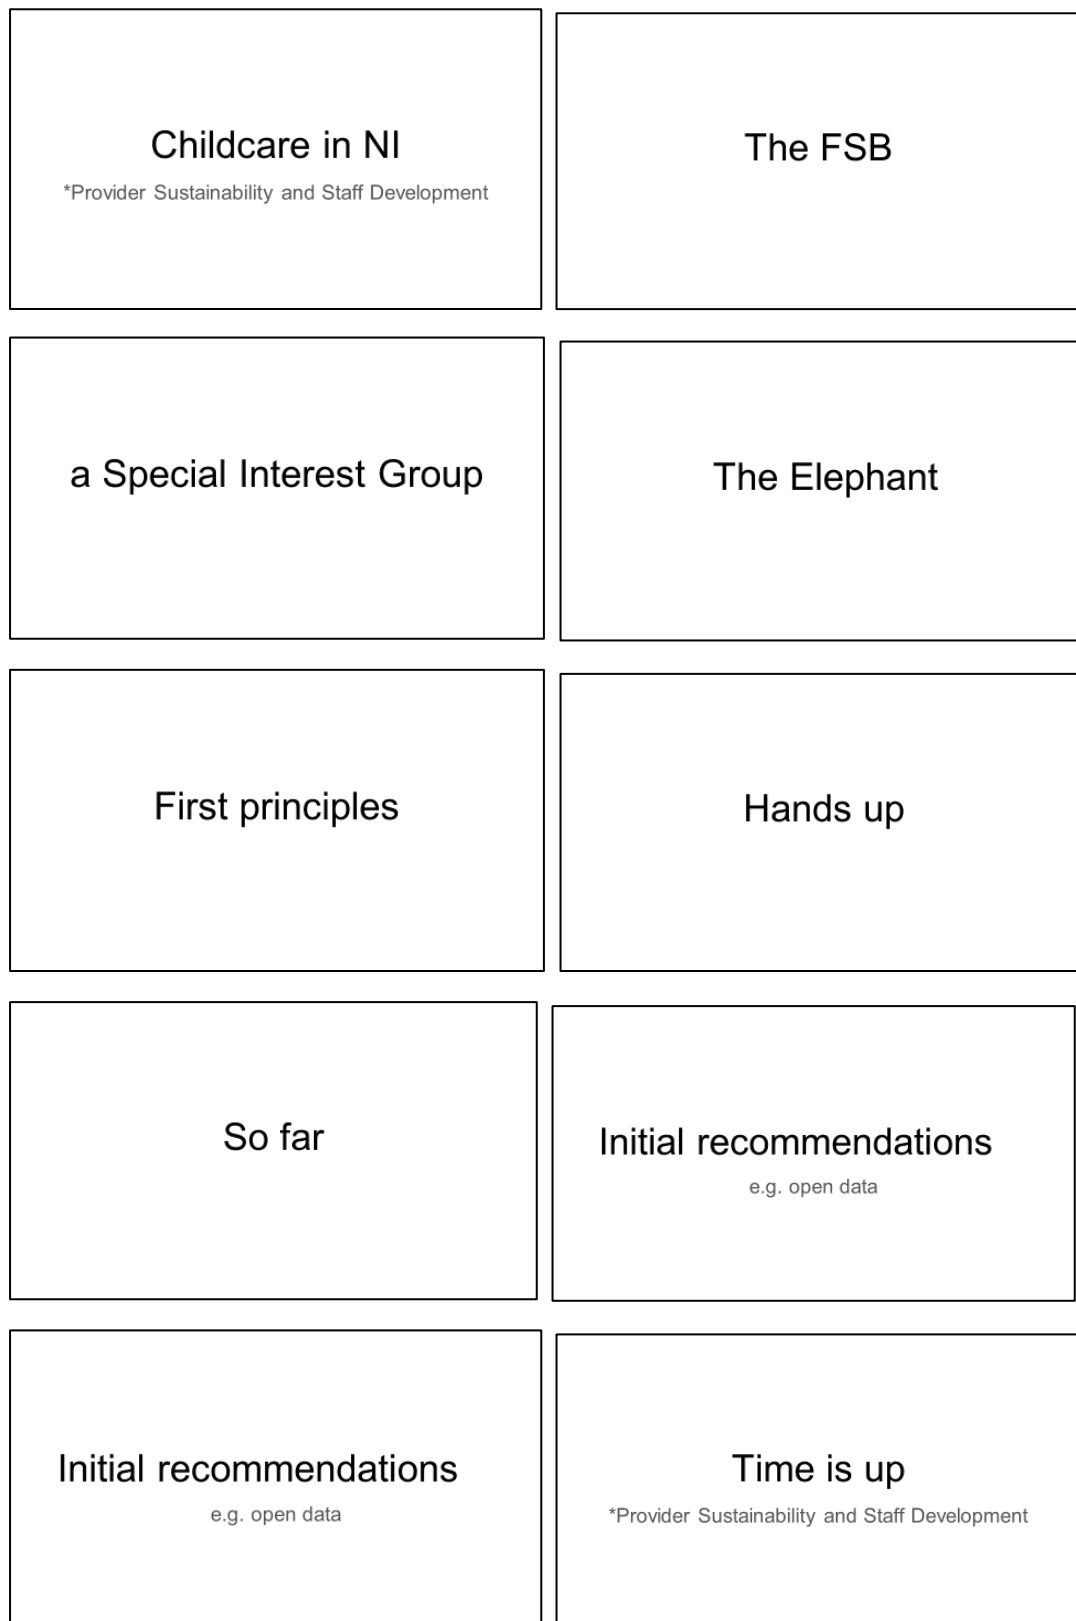 Childcare in NI
*Provider Sustainability and Staff Development
The FSB
a Special Interest Group
The Elephant
First principles
Hands up
So far
Initial recommendations
e.g. open data
Initial recommendations
e.g. open data
Time is up
*Provider Sustainability and Staff Development